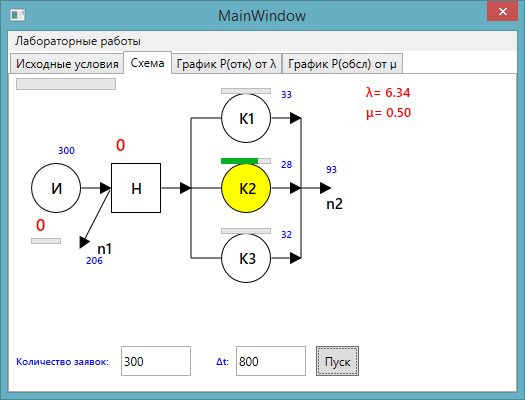 MainWindow
Лабораторные работы
Исходные условия Схема График P(отк) от λ График P(обсл) от μ
33
λ= 6.34
μ= 0.50
К1
300
0
28
93
И
Н
К2
n2
0
n1
206
32
К3
Количество заявок: 300 Δt: 800 Пуск